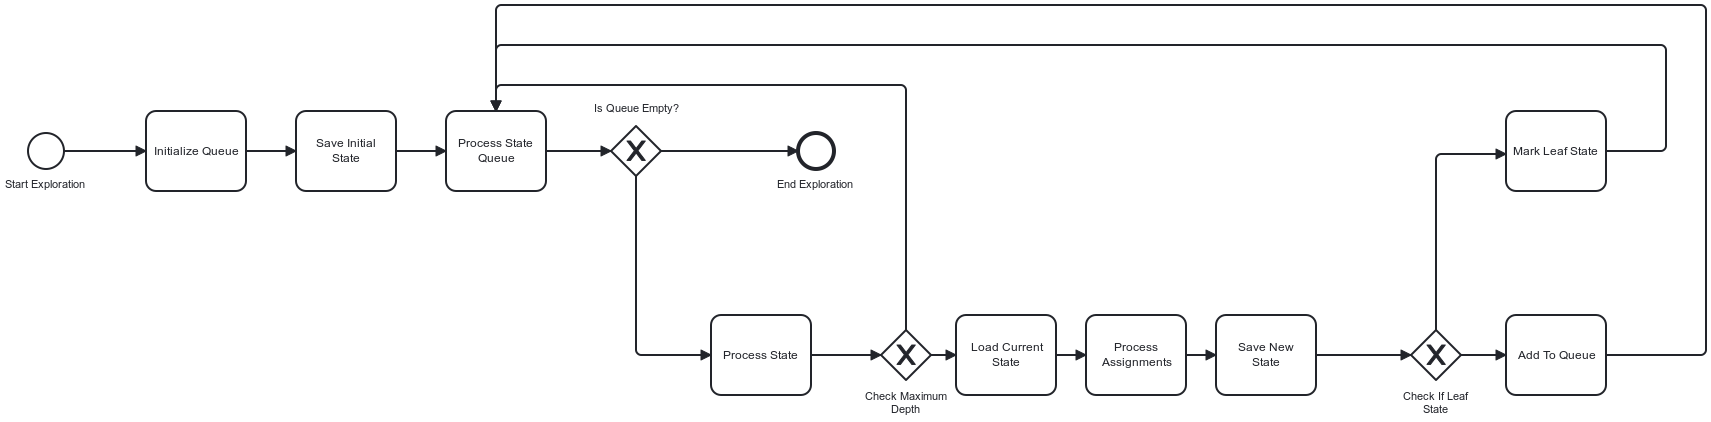 Is Queue Empty?
Start Exploration
Initialize Queue
Save Initial
State
Process State
Queue
End Exploration
Mark Leaf State
Process State
Check Maximum
Depth
Load Current
State
Process
Assignments
Save New
State
Check If Leaf
State
Add To Queue